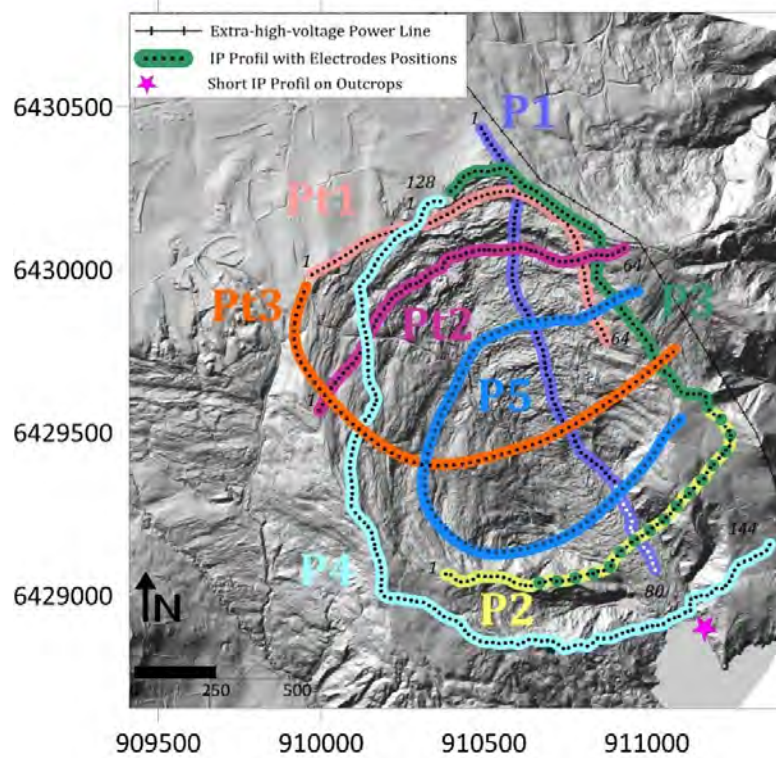 Extra-high-voltage Power Line
IP Profil with Electrodes Positions
Short IP Profil on Outcrops
6430500
1
P1
128
1
Pt1
6430000
1
64
Pt3
Pt2
P3
64
1
P5
6429500
144
1
P4
6429000
P2
80
N
0
250
500
909500
910000
910500
911000